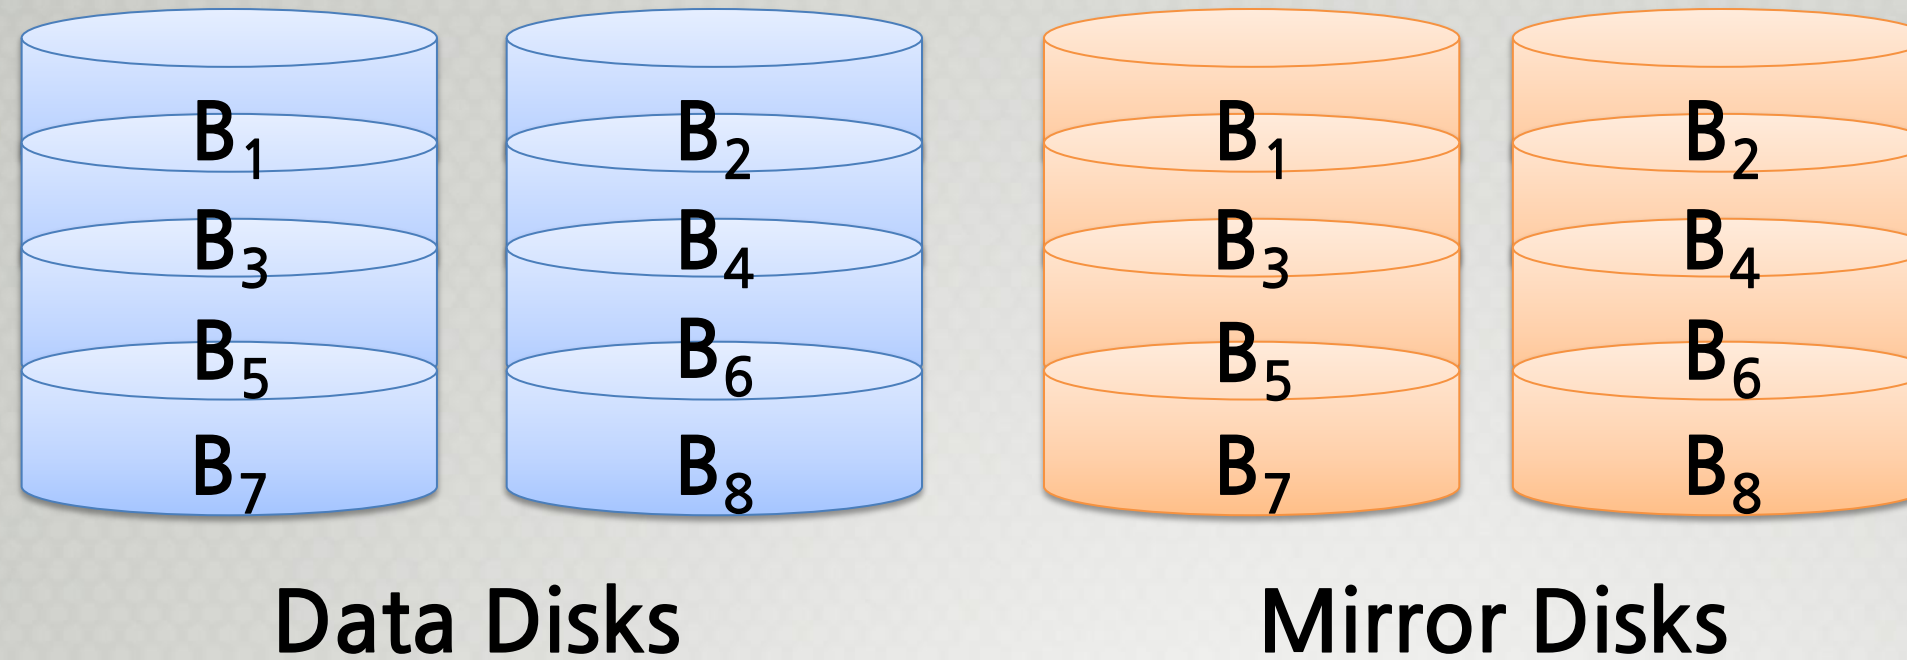 B1 B2 B1 B2
B3 B4 B3 B4
B5 B6 B5 B6
B7 B8 B7 B8
Data Disks Mirror Disks